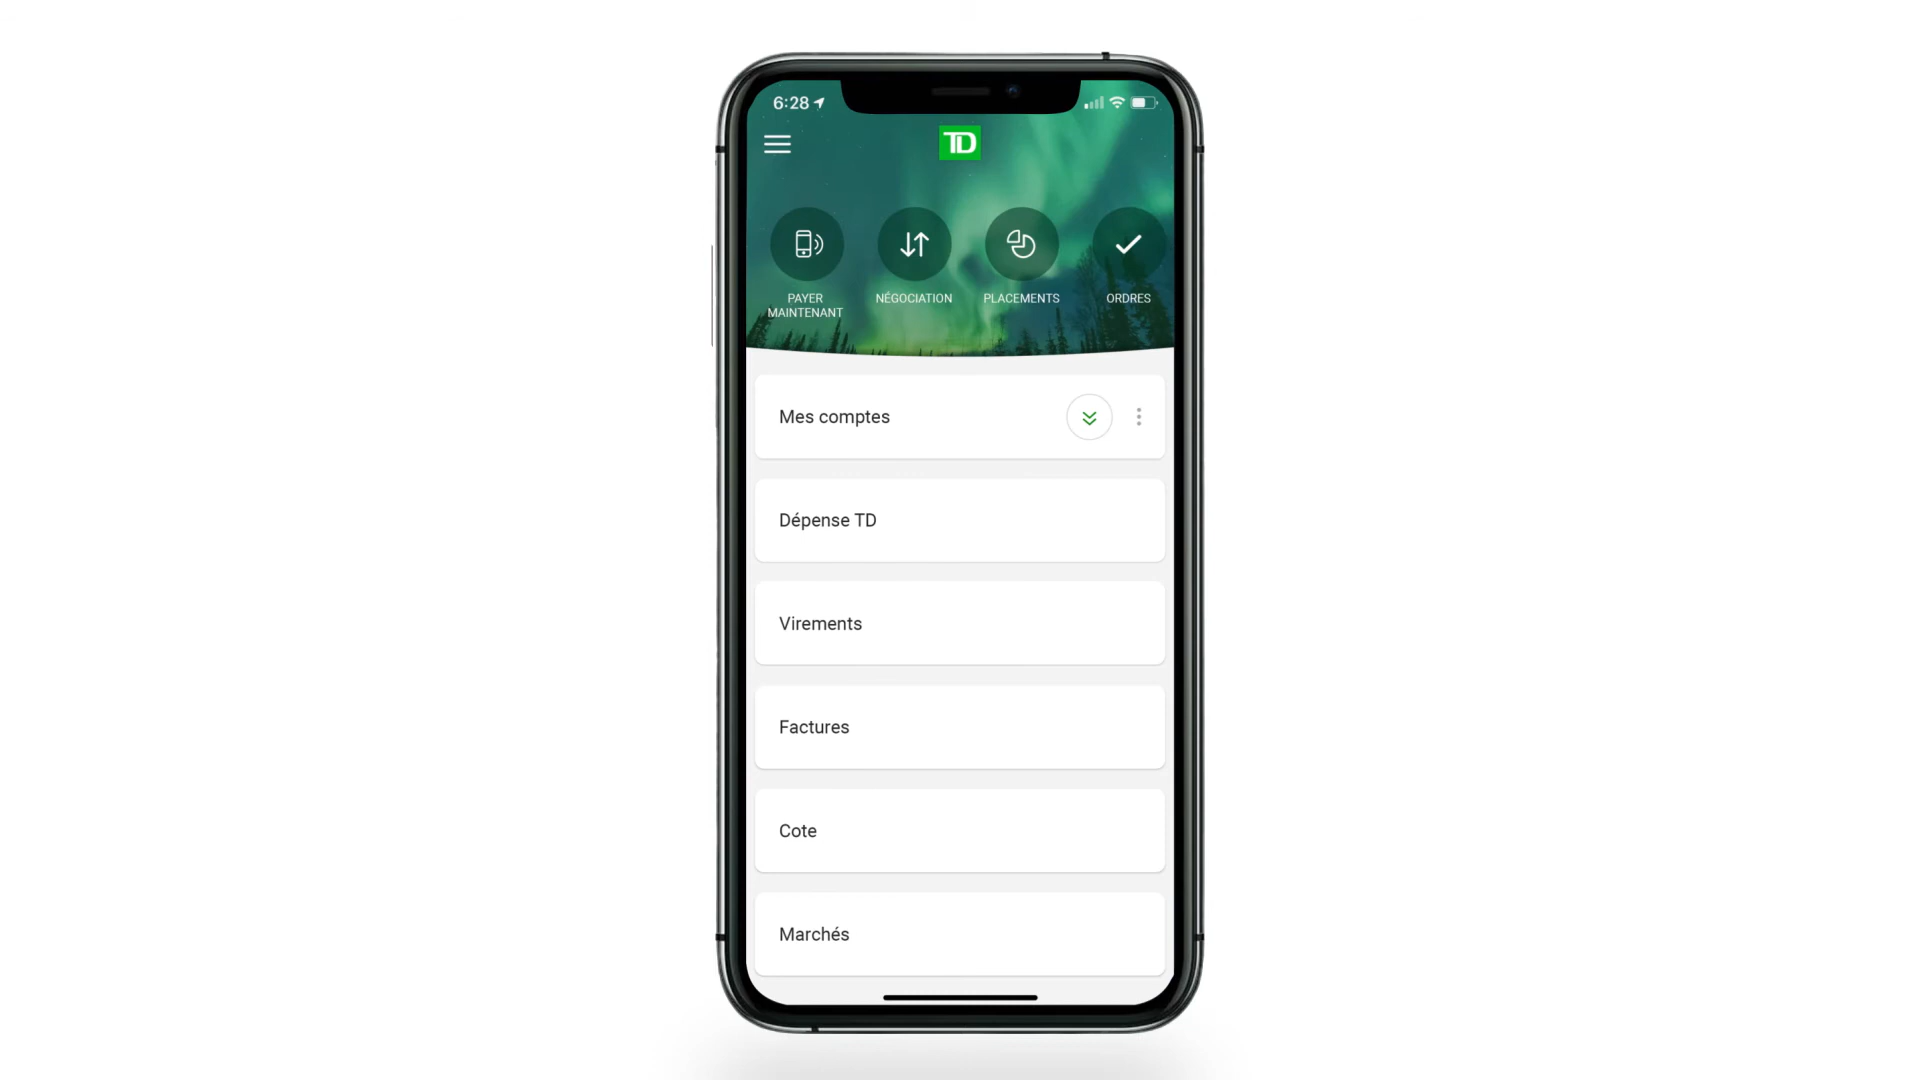 6:28
TD
PAYER
MAINTENANT
NÉGOCIATION
PLACEMENTS
ORDRES
Mes comptes
Dépense TD
Virements
Factures
Cote
Marchés